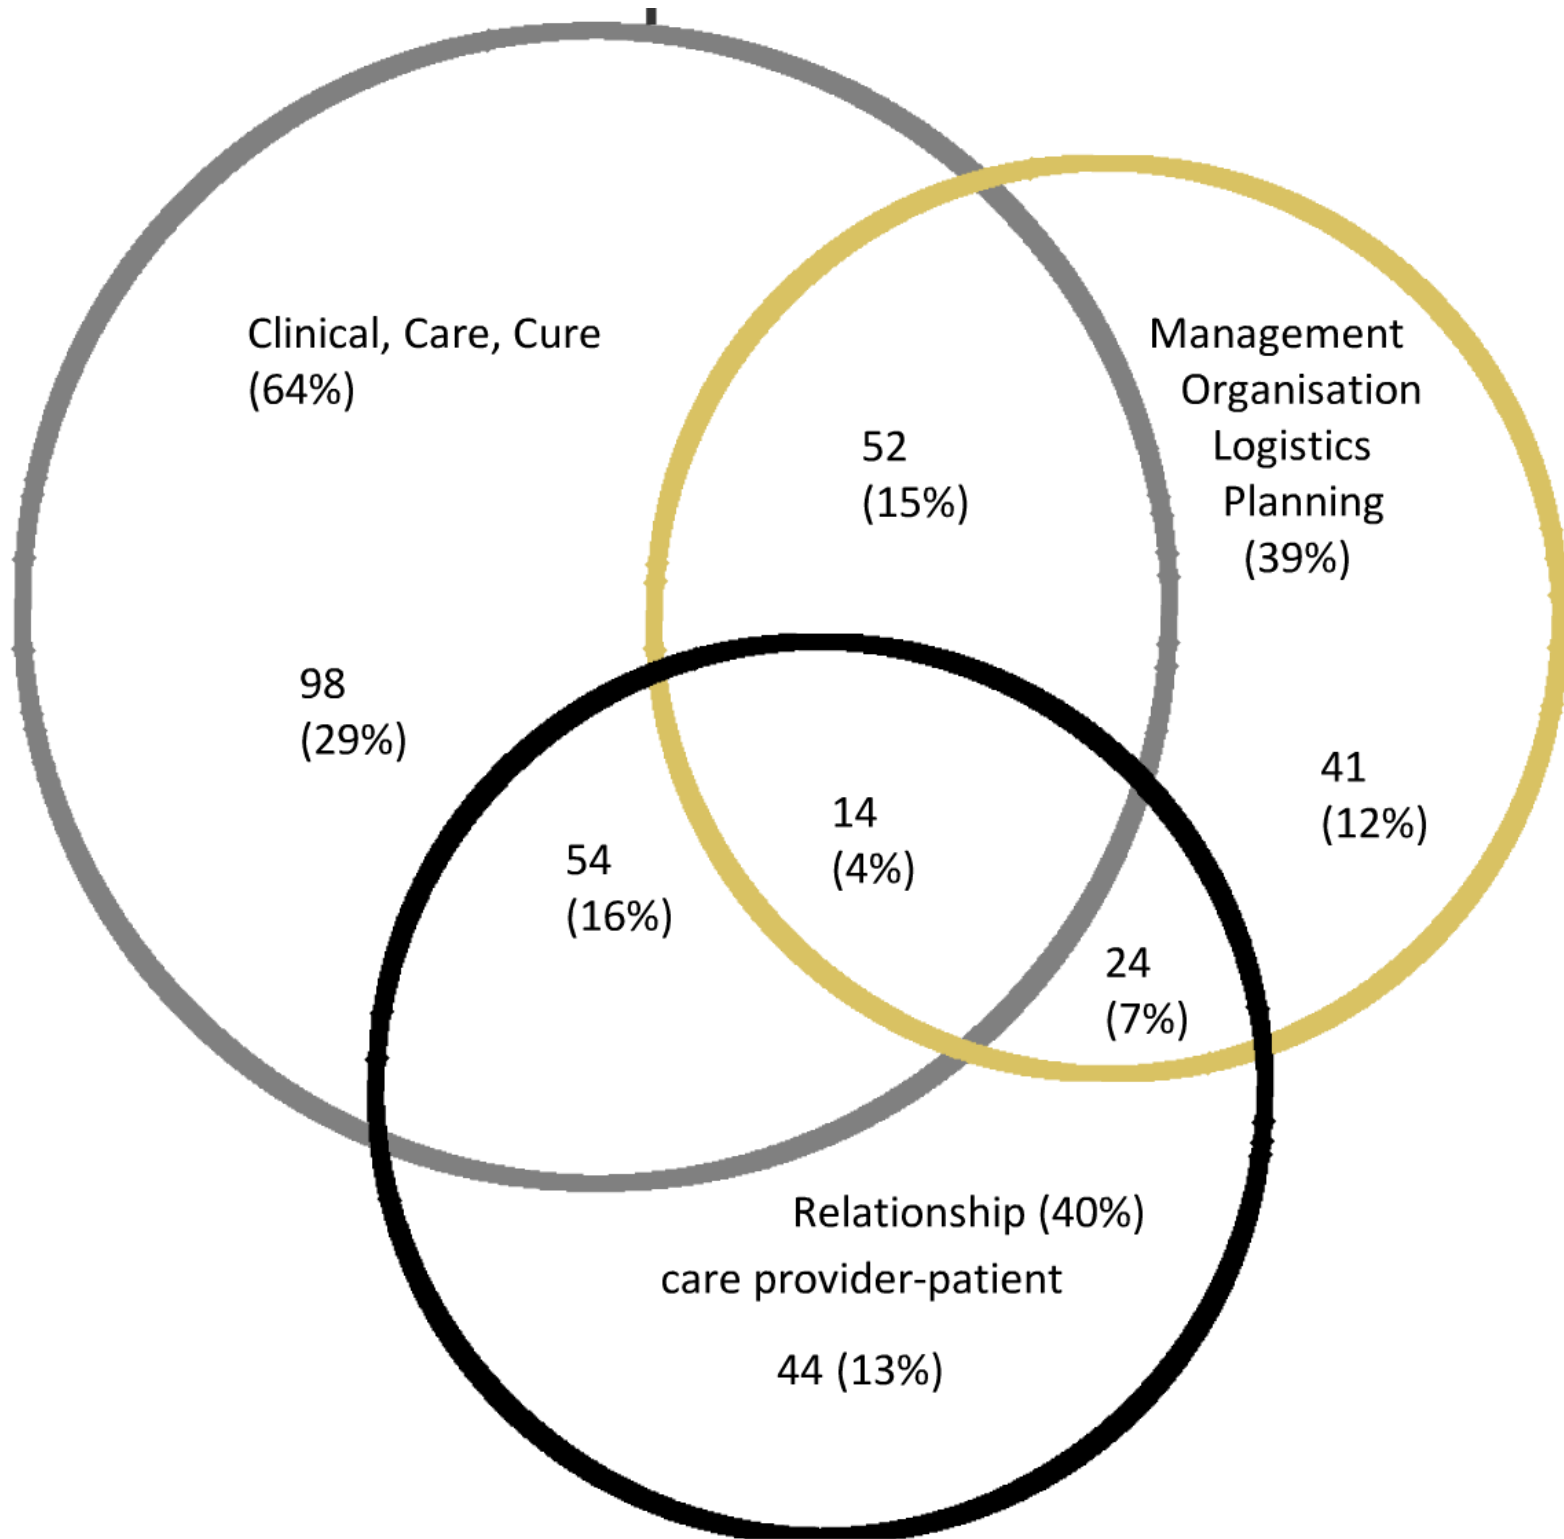 Clinical, Care, Cure
(64%)
Management
Organisation
Logistics
Planning
(39%)
52
(15%)
98
(29%)
41
(12%)
14
(4%)
54
(16%)
24
(7%)
Relationship (40%)
care provider-patient
44 (13%)